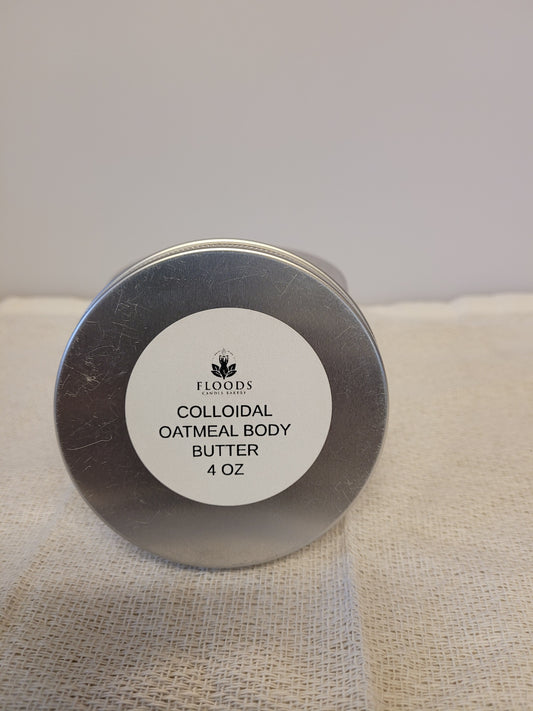 FLOODS
CANDLE BAKERY
COLLOIDAL
OATMEAL BODY
BUTTER
4 OZ